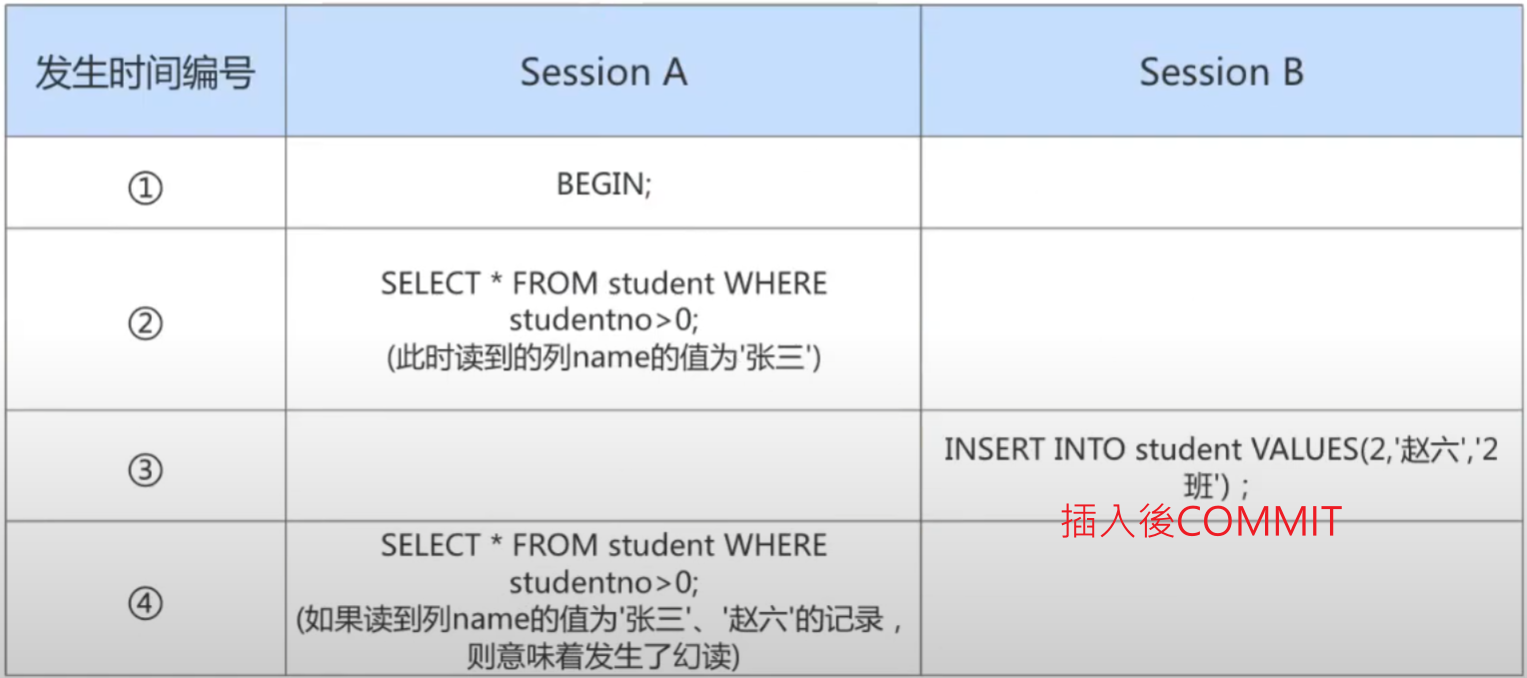 发生时间编号
Session A
Session B
①
BEGIN;
②
SELECT * FROM student WHERE
studentno>0;
(此时读到的列name的值为'张三')
③
INSERT INTO student VALUES(2,'赵六','2
班');
插入後COMMIT
④
SELECT * FROM student WHERE
studentno>0;
(如果读到列name的值为'张三'、'赵六'的记录，
则意味着发生了幻读)